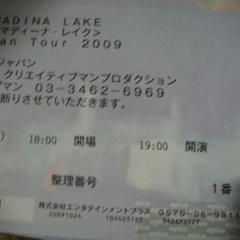 ADINA LAKE
マディーナ・レイク>
an Tour 2009
ジャパン
クリエイティブマンプロダクション
マン 03-3462-6969
断りさせていただきます。
18:00 開場 19:00 開演
整理番号 1番
株式会社エンタテインメントプラス 0570-06-9911
20091024